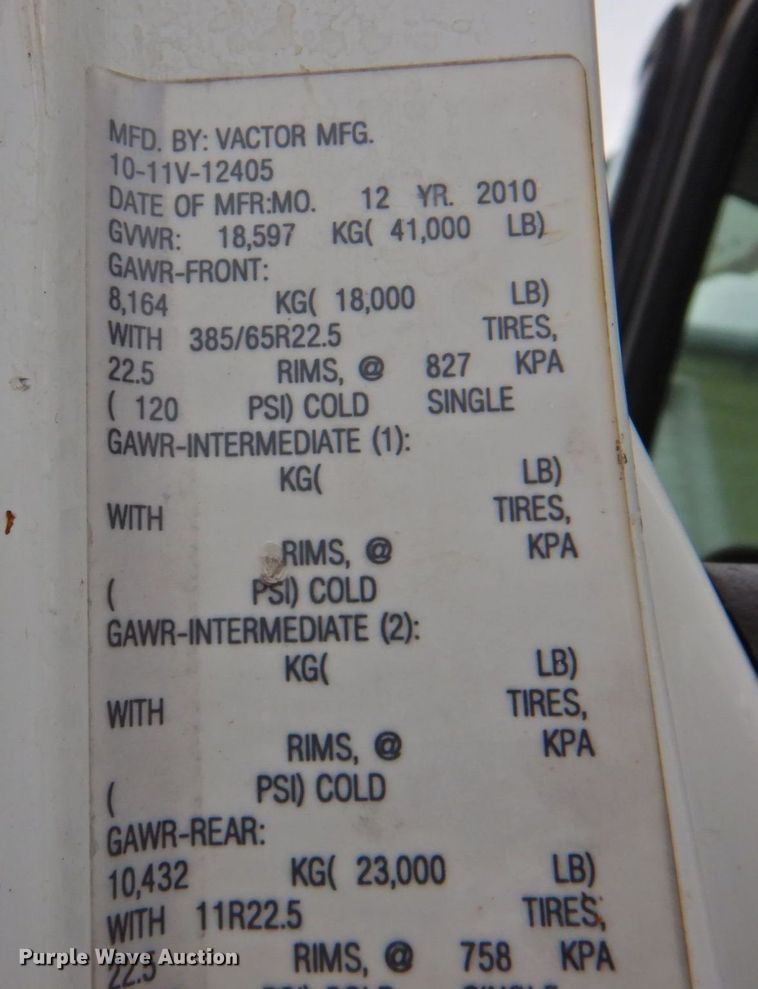 MFD. BY: VACTOR MFG.
10-11V-12405
DATE OF MFR:MO. 12 YR. 2010
GVWR: 18,597 KG( 41,000 LB)
GAWR-FRONT:
8,164 KG( 18,000 LB)
WITH 385/65R22.5 TIRES,
22.5 RIMS, @ 827 KPA
( 120 PSI) COLD SINGLE
GAWR-INTERMEDIATE (1):
KG( LB)
WITH TIRES,
RIMS, @ KPA
( PSI) COLD
GAWR-INTERMEDIATE (2):
KG( LB)
WITH TIRES,
RIMS, @ KPA
( PSI) COLD
GAWR-REAR:
10,432 KG( 23,000 LB)
WITH 11R22.5 TIRES,
22.5 RIMS, @ 758 KPA
Purple Wave Auction